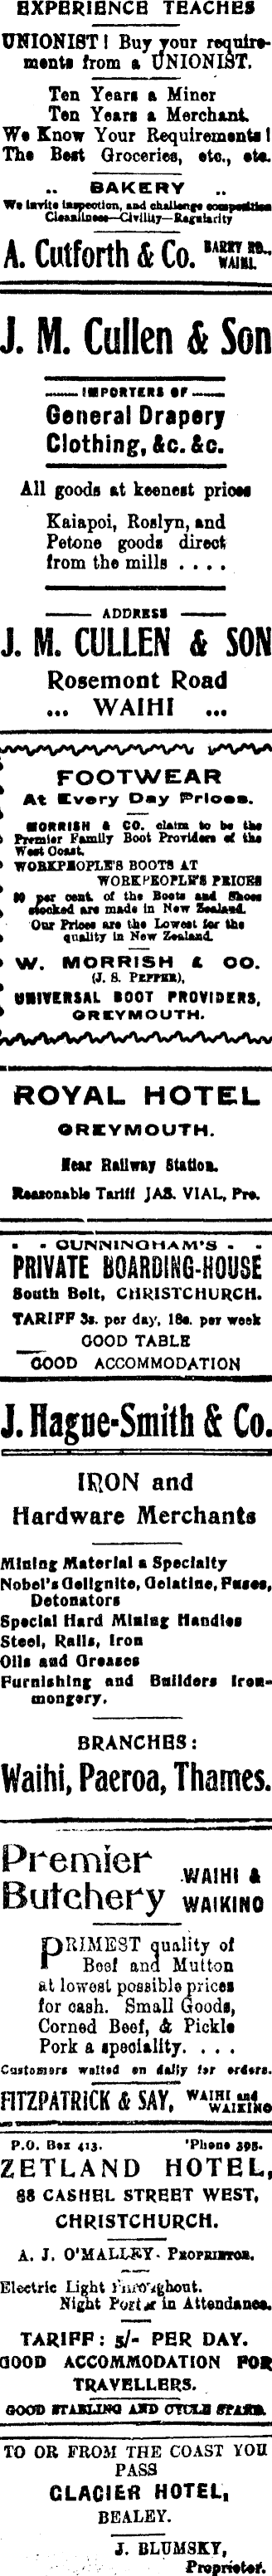 EXPERIENCE TEACHES
UNIONIST! Buy your require-
ments from a UNIONIST.
Ten Years a Miner
Ten Years a Merchant.
We Know Your Requirements!
The Best Groceries, etc., etc.
.. BAKERY ..
We invite inspection, and challenge competition
Cleanliness—Civility—Regularity
A. Cutforth & Co. BARRY RD., WAIHI.
J. M. Cullen & Son
IMPORTERS OF
General Drapery
Clothing, &c. &c.
All goods at keenest prices
Kaiapoi, Roslyn, and
Petone goods direct
from the mills . . . .
ADDRESS
J. M. CULLEN & SON
Rosemont Road
... WAIHI ...
FOOTWEAR
At Every Day Prices.
MORRISH & CO. claim to be the
Premier Family Boot Providers of the
West Coast.
WORKPEOPLE'S BOOTS AT
WORKPEOPLE'S PRICES
per cent. of the Boots and Shoes
stocked are made in New Zealand.
Our Prices are the Lowest for the
quality in New Zealand.
W. MORRISH & CO.
(J. S. PEPPER),
UNIVERSAL BOOT PROVIDERS,
GREYMOUTH.
ROYAL HOTEL
GREYMOUTH.
Near Railway Station.
Reasonable Tariff JAS. VIAL, Pro.
- - CUNNINGHAM'S - -
PRIVATE BOARDING-HOUSE
South Belt, CHRISTCHURCH.
TARIFF 3s. per day, 18s. per week
GOOD TABLE
GOOD ACCOMMODATION
J. Hague-Smith & Co.
IRON and
Hardware Merchants
Mining Material a Specialty
Nobel's Gelignite, Gelatine, Fuses,
Detonators
Special Hard Mining Handles
Steel, Rails, Iron
Oils and Greases
Furnishing and Builders Iron-
mongery.
BRANCHES:
Waihi, Paeroa, Thames.
Premier
Butchery WAIHI & WAIKINO
PRIMEST quality of
Beef and Mutton
at lowest possible prices
for cash. Small Goods,
Corned Beef, & Pickle
Pork a speciality. . . .
Customers waited on daily for orders.
FITZPATRICK & SAY, WAIHI and WAIKINO
P.O. Box 413. 'Phone 395.
ZETLAND HOTEL,
88 CASHEL STREET WEST,
CHRISTCHURCH.
A. J. O'MALLEY - PROPRIETOR.
Electric Light Throughout.
Night Porter in Attendance.
TARIFF: 5/- PER DAY.
GOOD ACCOMMODATION FOR
TRAVELLERS.
GOOD STABLING AND CYCLE STAND.
TO OR FROM THE COAST YOU
PASS
GLACIER HOTEL,
BEALEY.
J. BLUMSKY,
Proprietor.